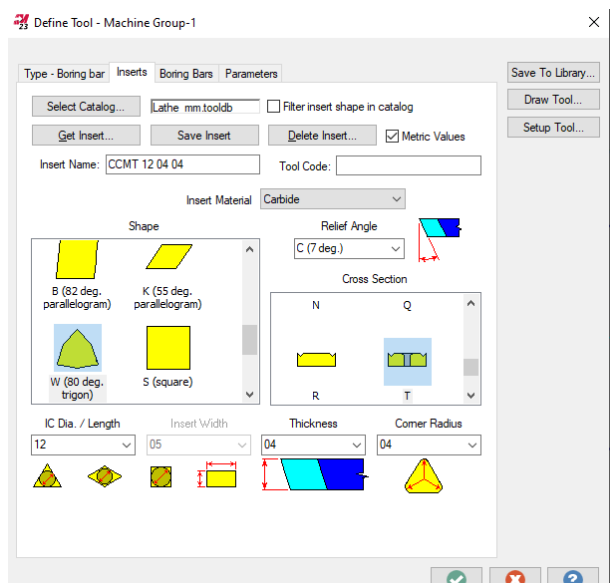 23 Define Tool - Machine Group-1
Type - Boring bar Inserts Boring Bars Parameters
Save To Library...
Draw Tool...
Setup Tool...
Select Catalog... Lathe mm.tooldb Filter insert shape in catalog
Get Insert... Save Insert Delete Insert... Metric Values
Insert Name: CCMT 12 04 04 Tool Code:
Insert Material Carbide
Shape
Relief Angle
C (7 deg.)
B (82 deg. parallelogram)
K (55 deg. parallelogram)
W (80 deg. trigon)
S (square)
Cross Section
N Q
R T
IC Dia. / Length Insert Width Thickness Corner Radius
12 05 04 04
?